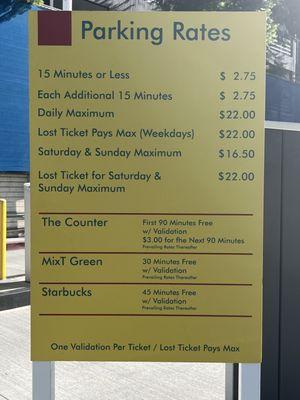 Parking Rates
15 Minutes or Less $ 2.75
Each Additional 15 Minutes $ 2.75
Daily Maximum $22.00
Lost Ticket Pays Max (Weekdays) $22.00
Saturday & Sunday Maximum $16.50
Lost Ticket for Saturday & $22.00
Sunday Maximum
The Counter First 90 Minutes Free
w/ Validation
$3.00 for the Next 90 Minutes
Prevailing Rates Thereafter
MixT Green 30 Minutes Free
w/ Validation
Prevailing Rates Thereafter
Starbucks 45 Minutes Free
w/ Validation
Prevailing Rates Thereafter
One Validation Per Ticket / Lost Ticket Pays Max